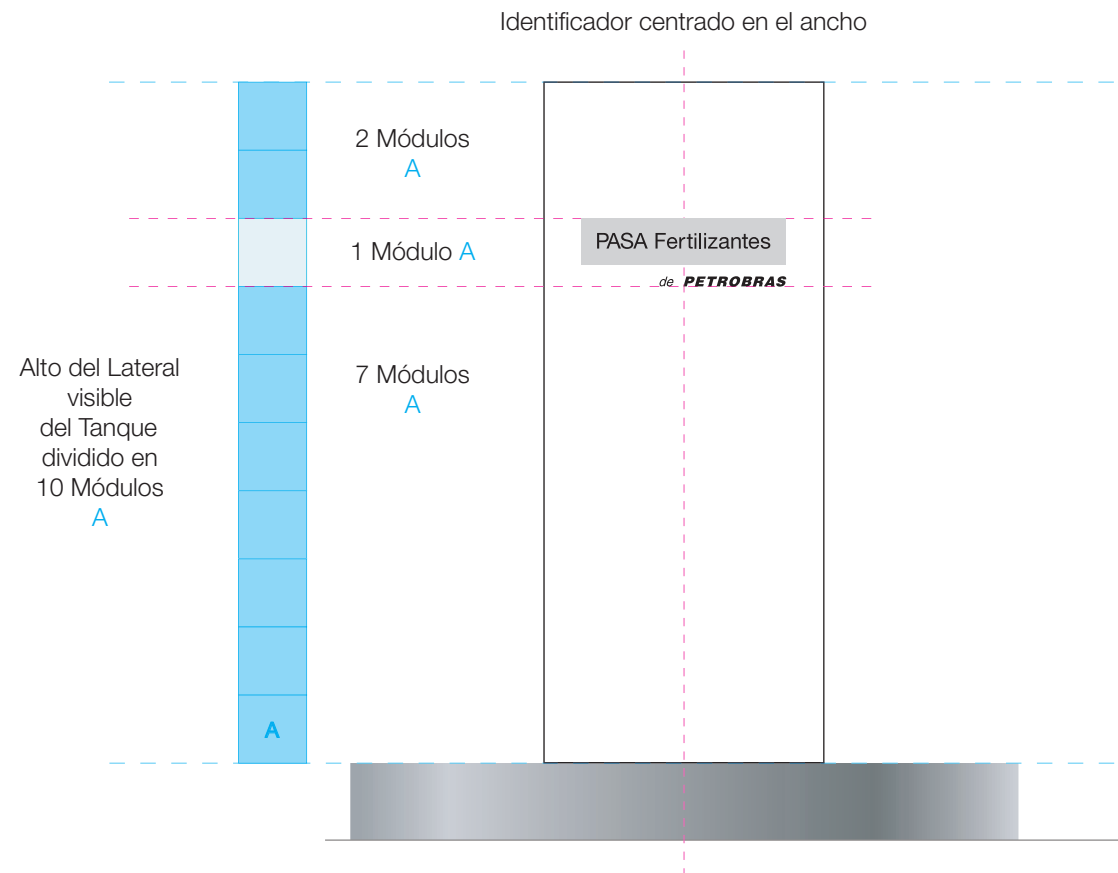 Identificador centrado en el ancho
2 Módulos
A
1 Módulo A
PASA Fertilizantes
de PETROBRAS
7 Módulos
A
Alto del Lateral
visible
del Tanque
dividido en
10 Módulos
A
A